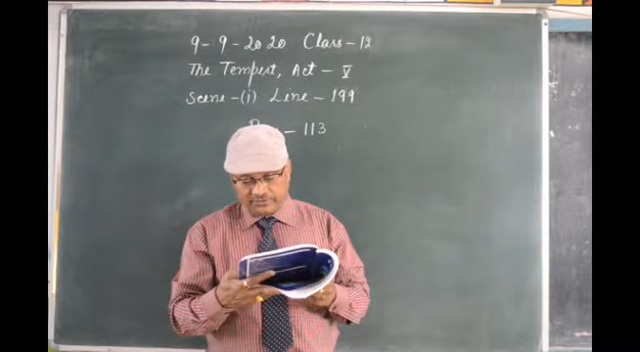 9-9-2020 Class-12
The Tempest, Act - V
Scene-(i) Line - 199
- 113